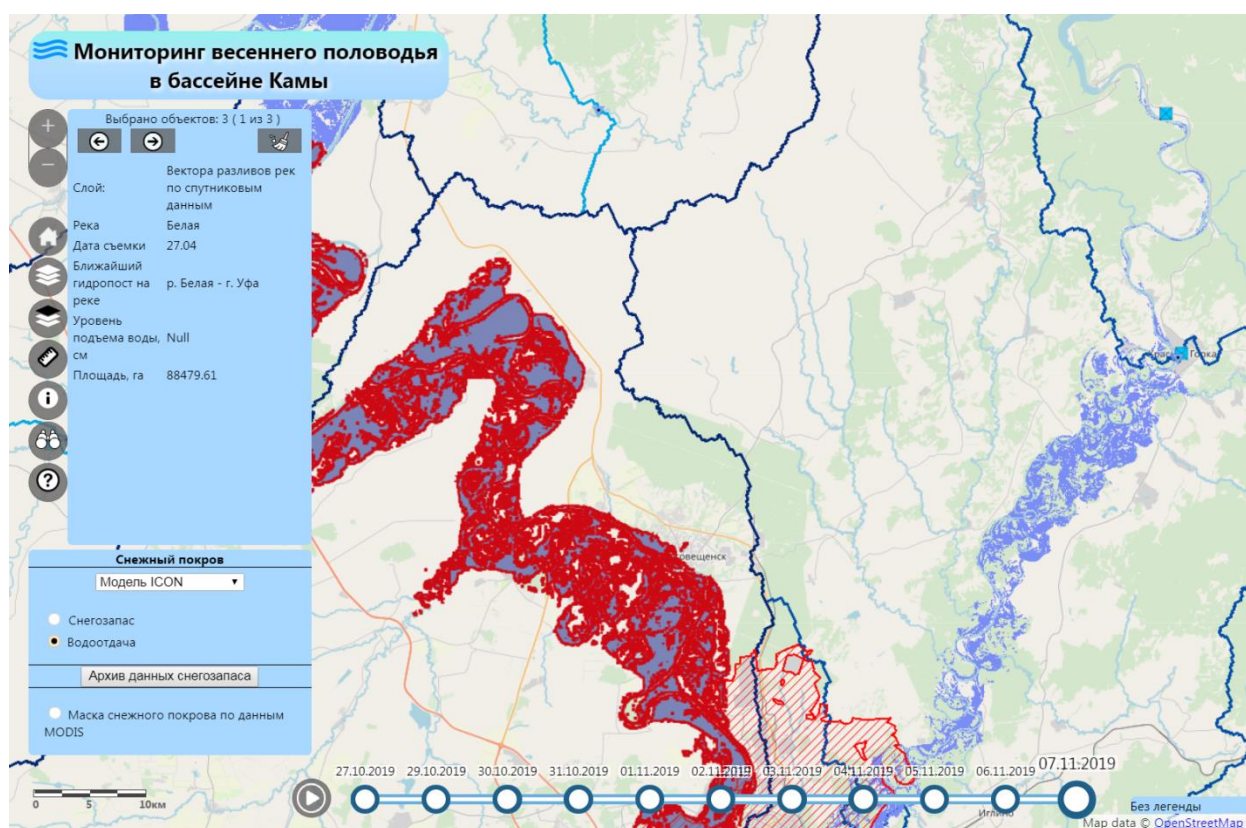 Мониторинг весеннего половодья
в бассейне Камы
Выбрано объектов: 3 ( 1 из 3 )
Слой:
Вектора разливов рек
по спутниковым
данным
Река
Белая
Дата съемки
27.04
Ближайший
гидропост на
реке
р. Белая - г. Уфа
Уровень
подъема воды,
см
Null
Площадь, га
88479.61
Снежный покров
Модель ICON
Снегозапас
Водоотдача
Архив данных снегозапаса
Маска снежного покрова по данным
MODIS
овещенск
Горка
0 5 10км
27.10.2019 29.10.2019 30.10.2019 31.10.2019 01.11.2019 02.11.2019 03.11.2019 04.11.2019 05.11.2019 06.11.2019 07.11.2019
Иглино
Без легенды
Map data © OpenStreetMap